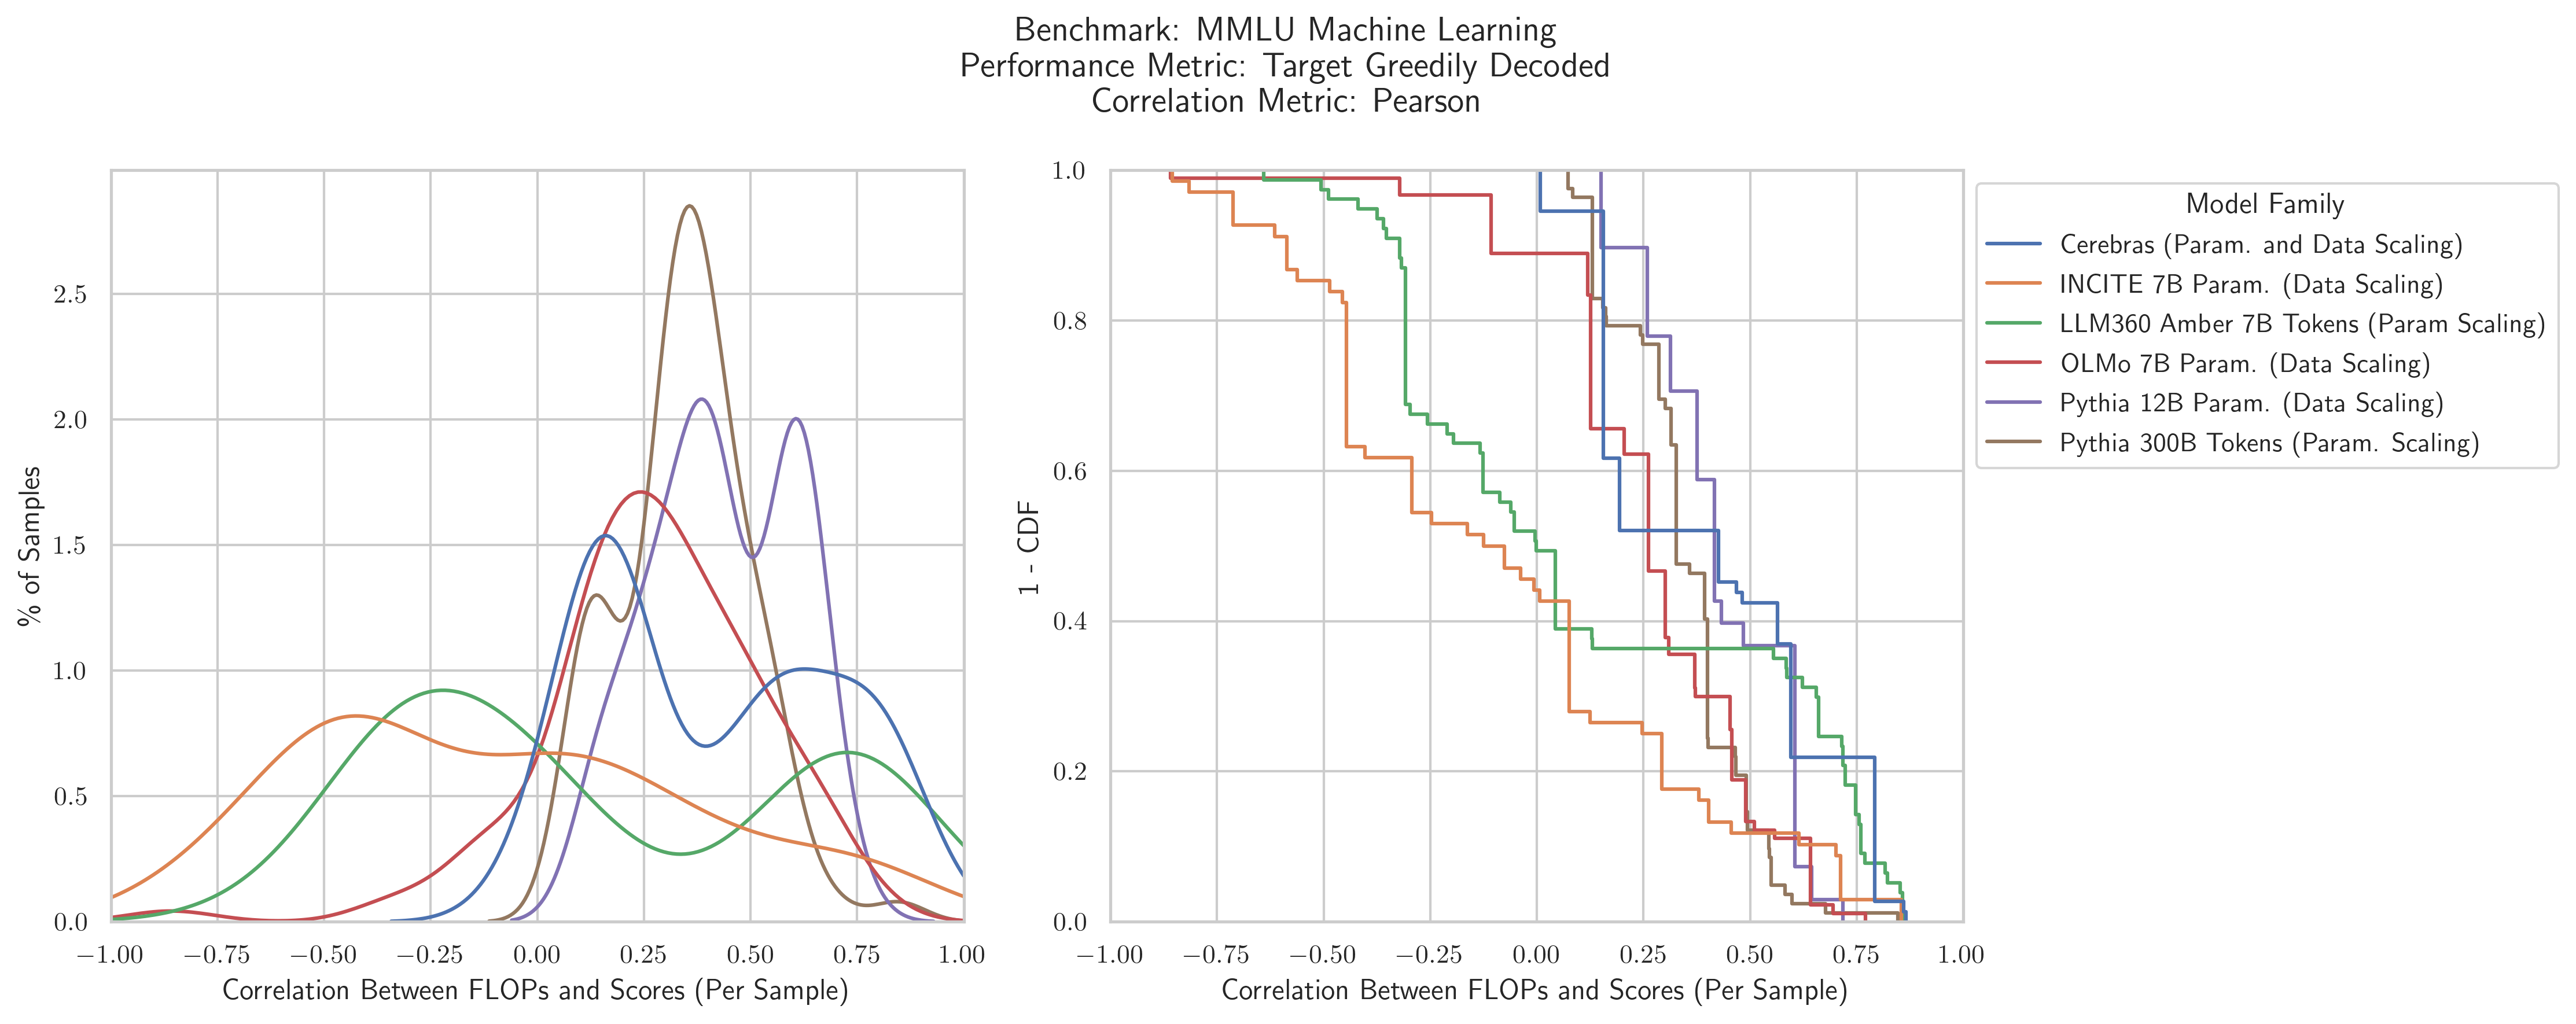 Benchmark: MMLU Machine Learning
Performance Metric: Target Greedily Decoded
Correlation Metric: Pearson
% of Samples
2.5
2.0
1.5
1.0
0.5
0.0
−1.00 −0.75 −0.50 −0.25 0.00 0.25 0.50 0.75 1.00
Correlation Between FLOPs and Scores (Per Sample)
1 - CDF
1.0
0.8
0.6
0.4
0.2
0.0
−1.00 −0.75 −0.50 −0.25 0.00 0.25 0.50 0.75 1.00
Correlation Between FLOPs and Scores (Per Sample)
Model Family
Cerebras (Param. and Data Scaling)
INCITE 7B Param. (Data Scaling)
LLM360 Amber 7B Tokens (Param Scaling)
OLMo 7B Param. (Data Scaling)
Pythia 12B Param. (Data Scaling)
Pythia 300B Tokens (Param. Scaling)